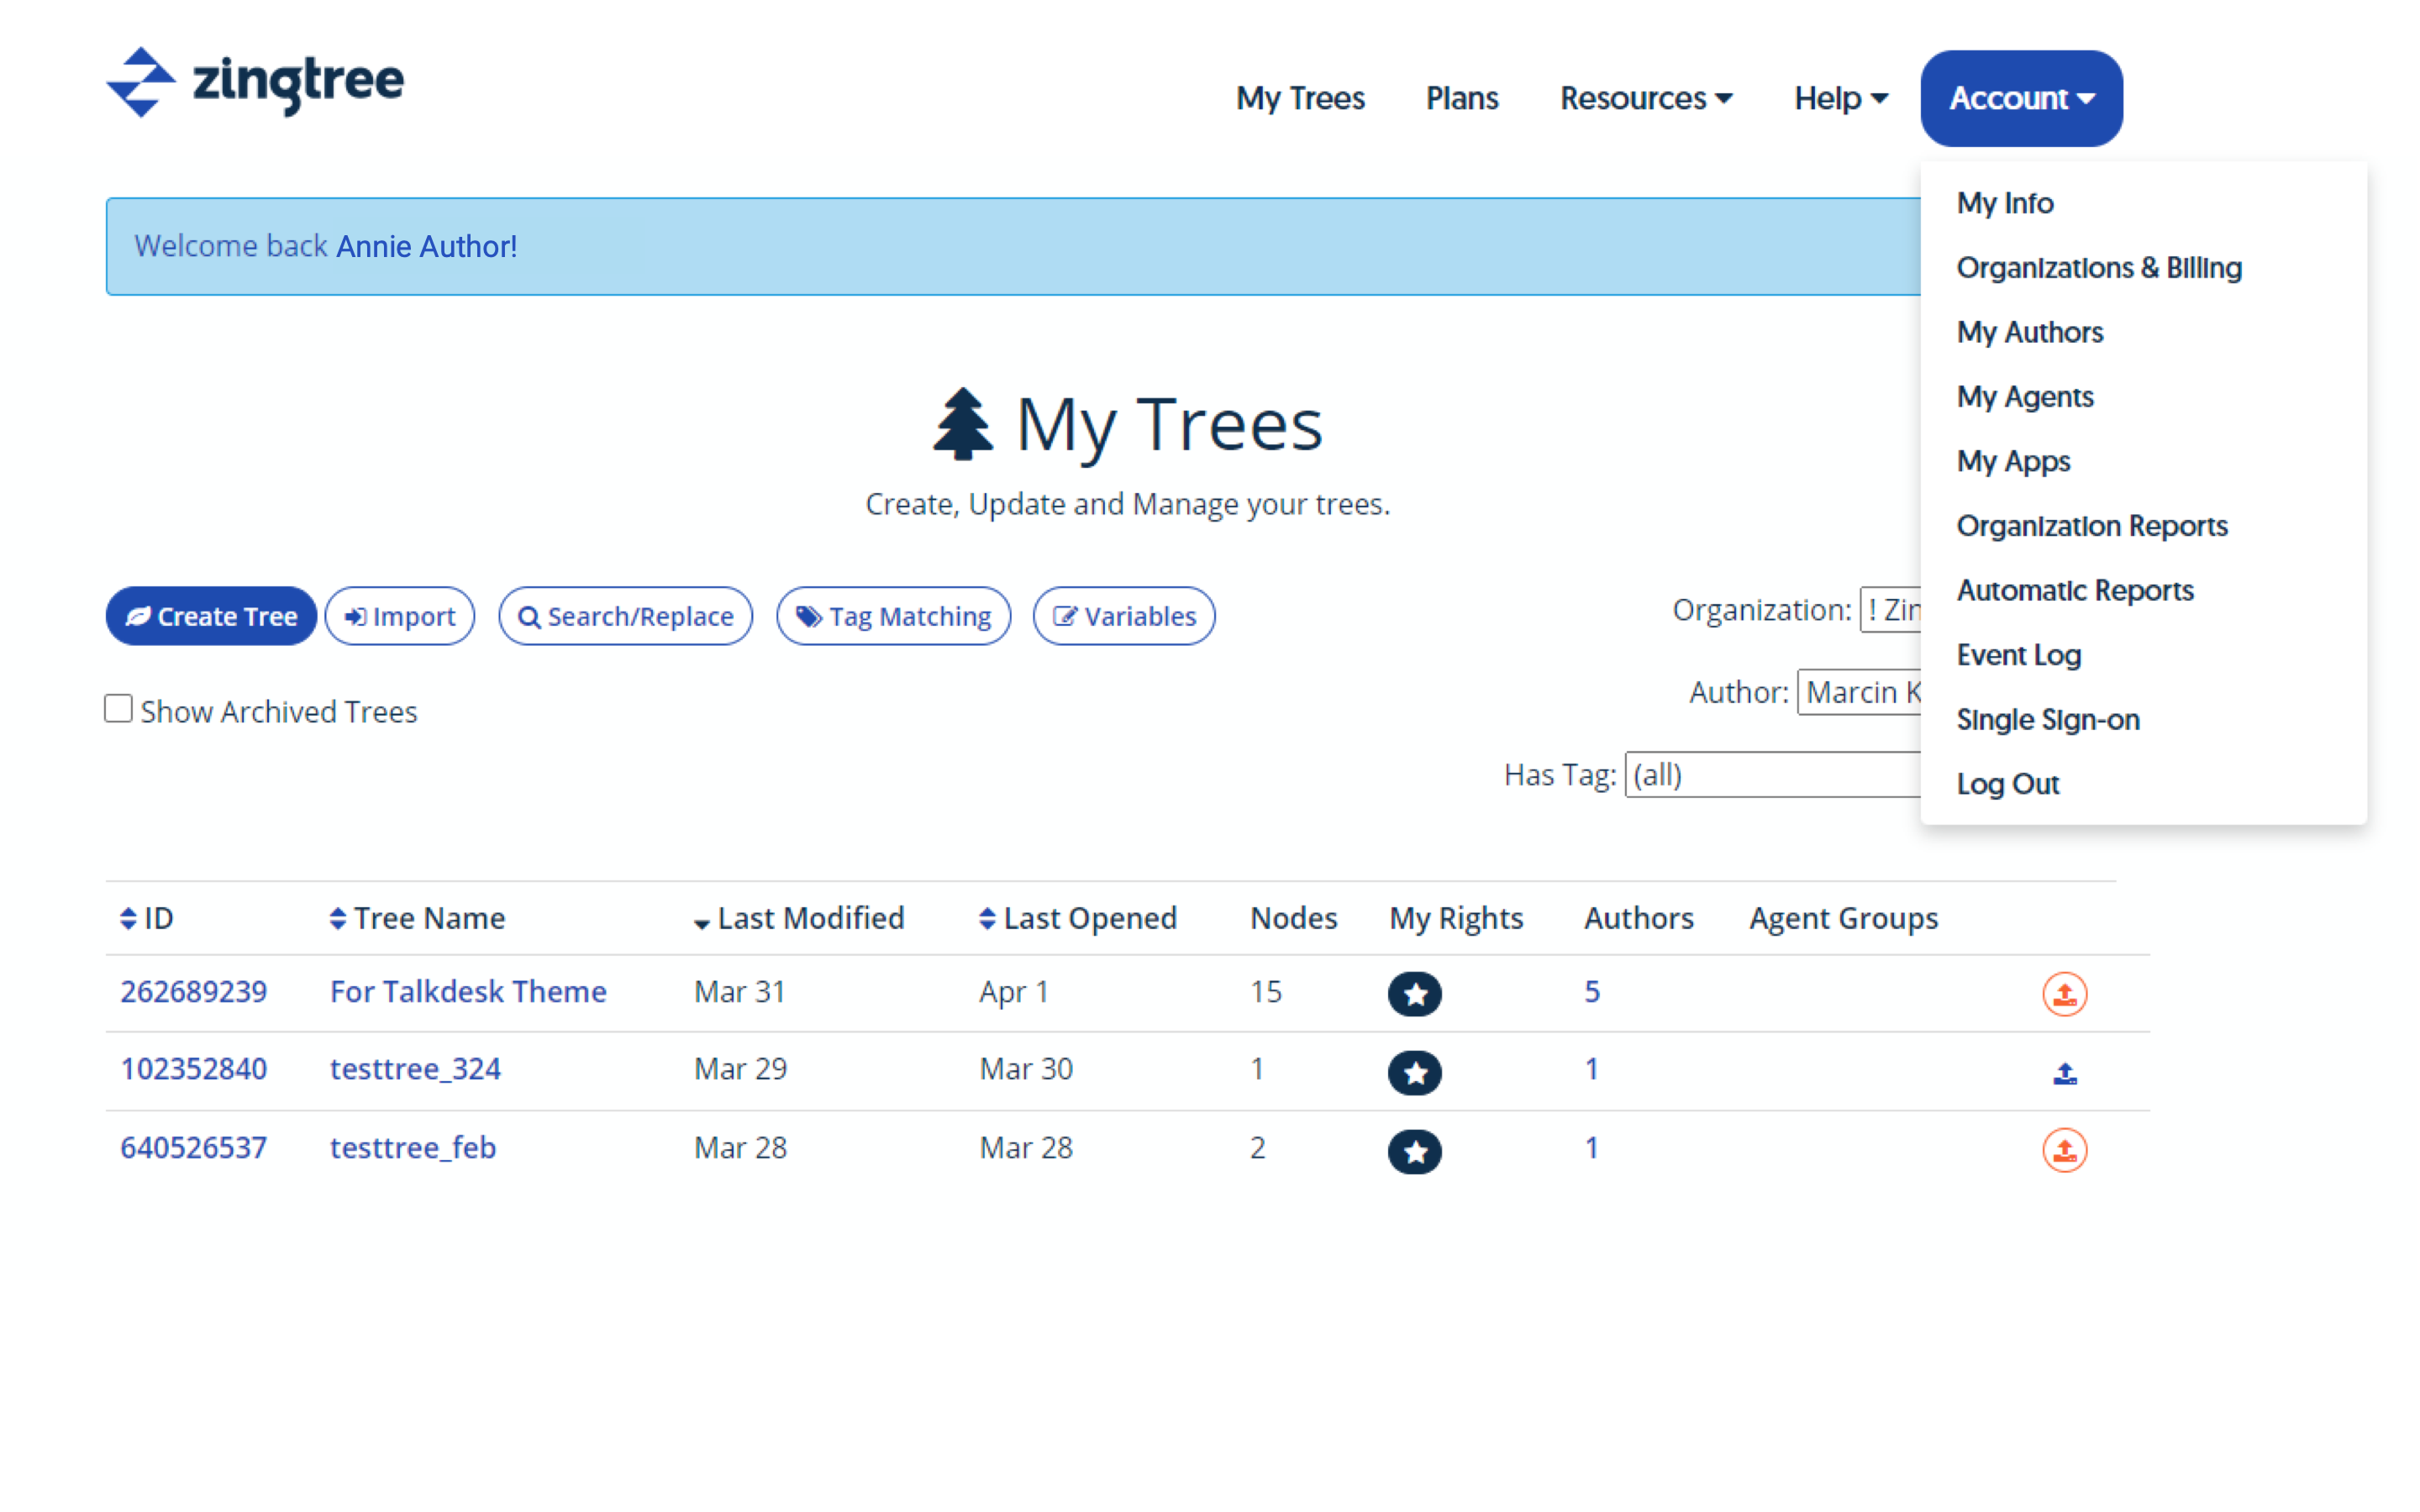 zingtree
My Trees Plans Resources Help Account
My Info
Organizations & Billing
My Authors
My Agents
My Apps
Organization Reports
Automatic Reports
Event Log
Single Sign-on
Log Out
Welcome back Annie Author!
My Trees
Create, Update and Manage your trees.
Create Tree Import Search/Replace Tag Matching Variables
Organization: ! Zin
Author: Marcin K
Show Archived Trees
Has Tag: (all)
ID Tree Name Last Modified Last Opened Nodes My Rights Authors Agent Groups
262689239 For Talkdesk Theme Mar 31 Apr 1 15 5
102352840 testtree_324 Mar 29 Mar 30 1 1
640526537 testtree_feb Mar 28 Mar 28 2 1